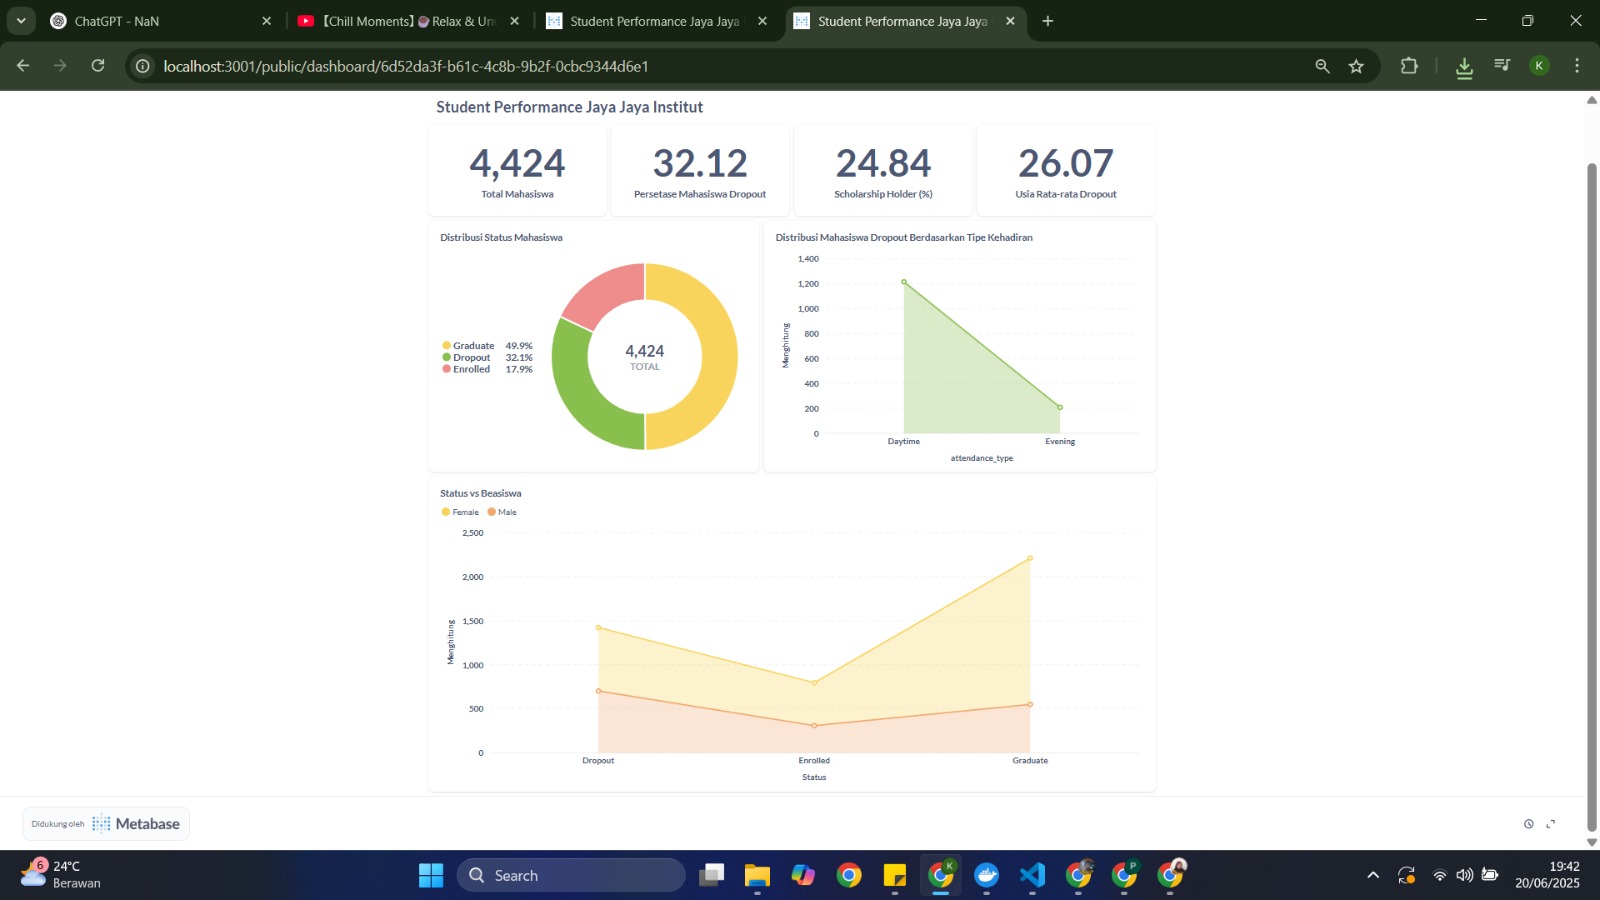 ChatGPT - NaN
【Chill Moments】☕Relax & Un
Student Performance Jaya Jaya
Student Performance Jaya Jaya
localhost:3001/public/dashboard/6d52da3f-b61c-4c8b-9b2f-0cbc9344d6e1
K
Student Performance Jaya Jaya Institut
4,424
Total Mahasiswa
32.12
Persetase Mahasiswa Dropout
24.84
Scholarship Holder (%)
26.07
Usia Rata-rata Dropout
Distribusi Status Mahasiswa
Graduate 49.9%
Dropout 32.1%
Enrolled 17.9%
4,424
TOTAL
Distribusi Mahasiswa Dropout Berdasarkan Tipe Kehadiran
1,400
1,200
1,000
800
600
400
200
0
Menghitung
Daytime
Evening
attendance_type
Status vs Beasiswa
Female Male
2,500
2,000
1,500
1,000
500
0
Menghitung
Dropout
Enrolled
Graduate
Status
Didukung oleh Metabase
6
24°C
Berawan
Search
K
P
19:42
20/06/2025